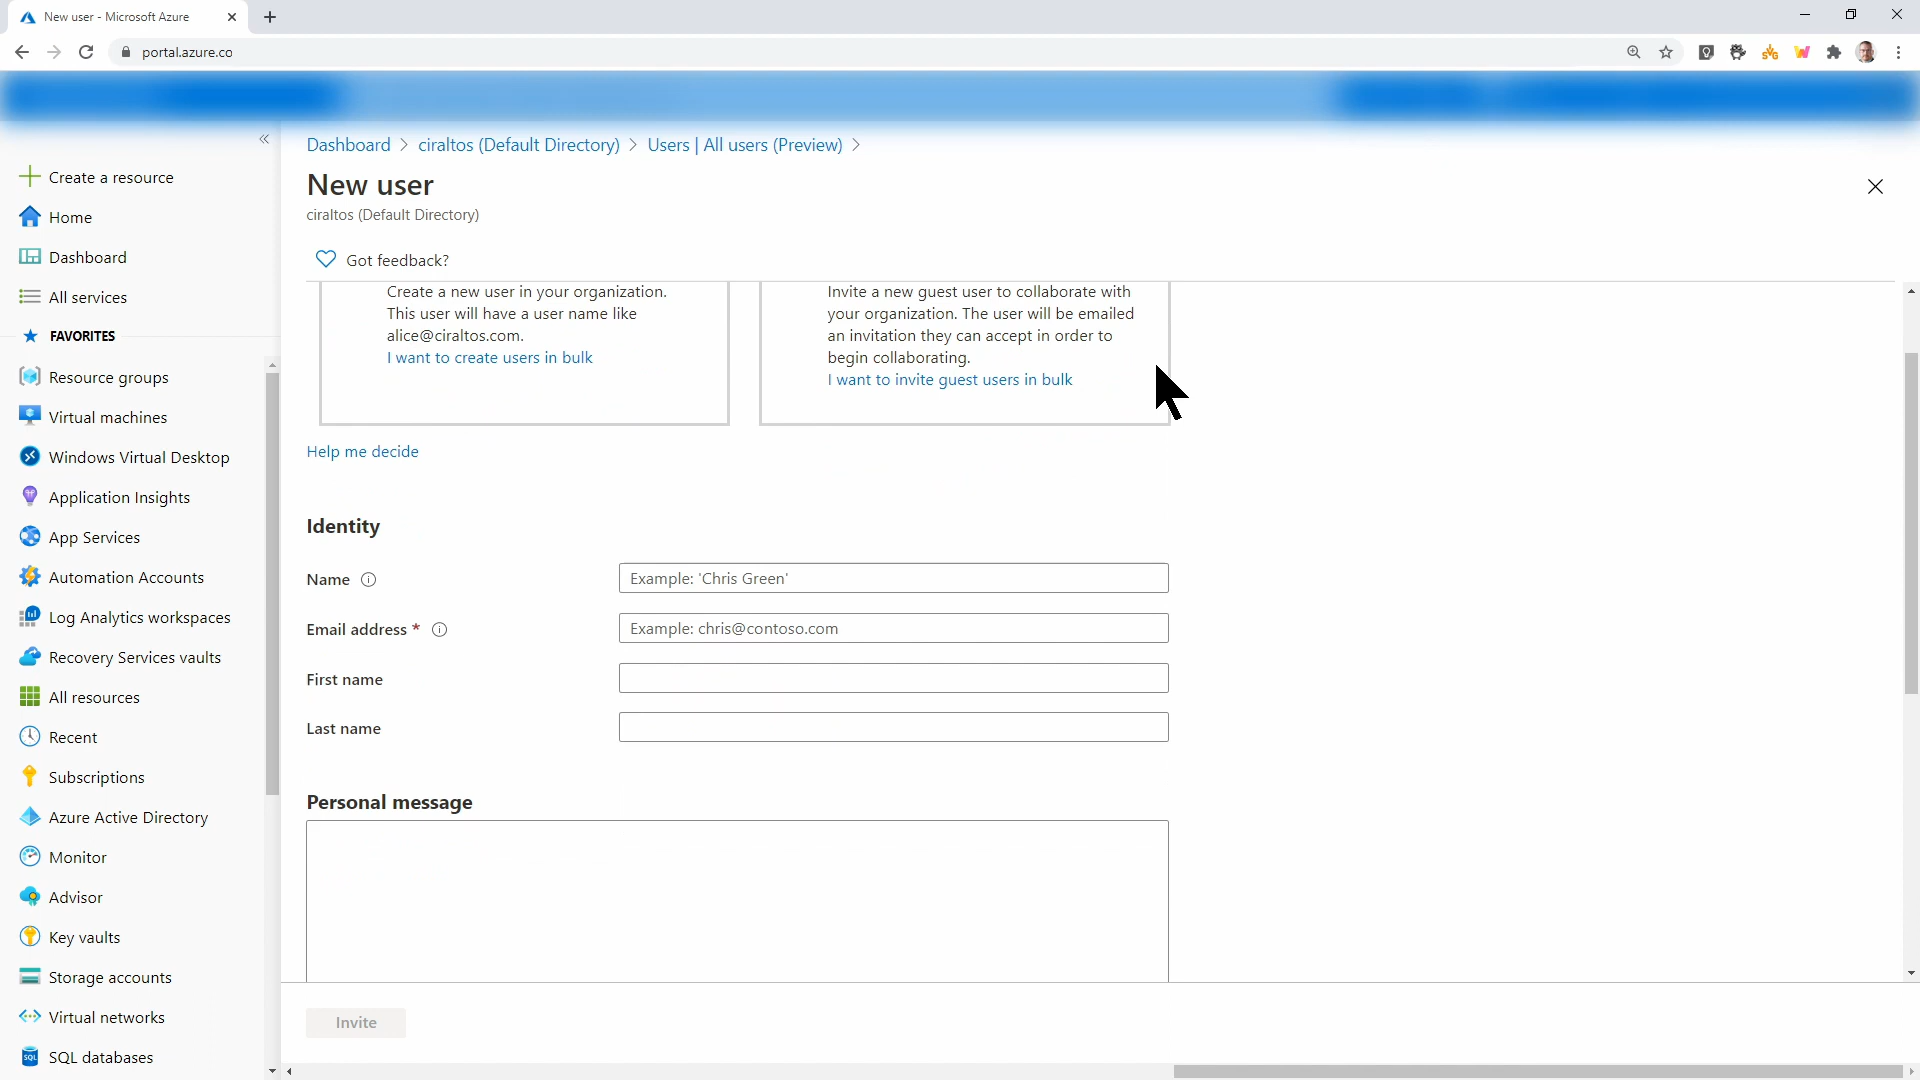 New user - Microsoft Azure
portal.azure.co
Dashboard > ciraltos (Default Directory) > Users | All users (Preview) >
New user
ciraltos (Default Directory)
Got feedback?
Create a resource
Home
Dashboard
All services
FAVORITES
Resource groups
Virtual machines
Windows Virtual Desktop
Application Insights
App Services
Automation Accounts
Log Analytics workspaces
Recovery Services vaults
All resources
Recent
Subscriptions
Azure Active Directory
Monitor
Advisor
Key vaults
Storage accounts
Virtual networks
SQL
SQL databases
Create a new user in your organization.
This user will have a user name like
alice@ciraltos.com.
I want to create users in bulk
Invite a new guest user to collaborate with
your organization. The user will be emailed
an invitation they can accept in order to
begin collaborating.
I want to invite guest users in bulk
Help me decide
Identity
Name
Example: 'Chris Green'
Email address *
Example: chris@contoso.com
First name
Last name
Personal message
Invite